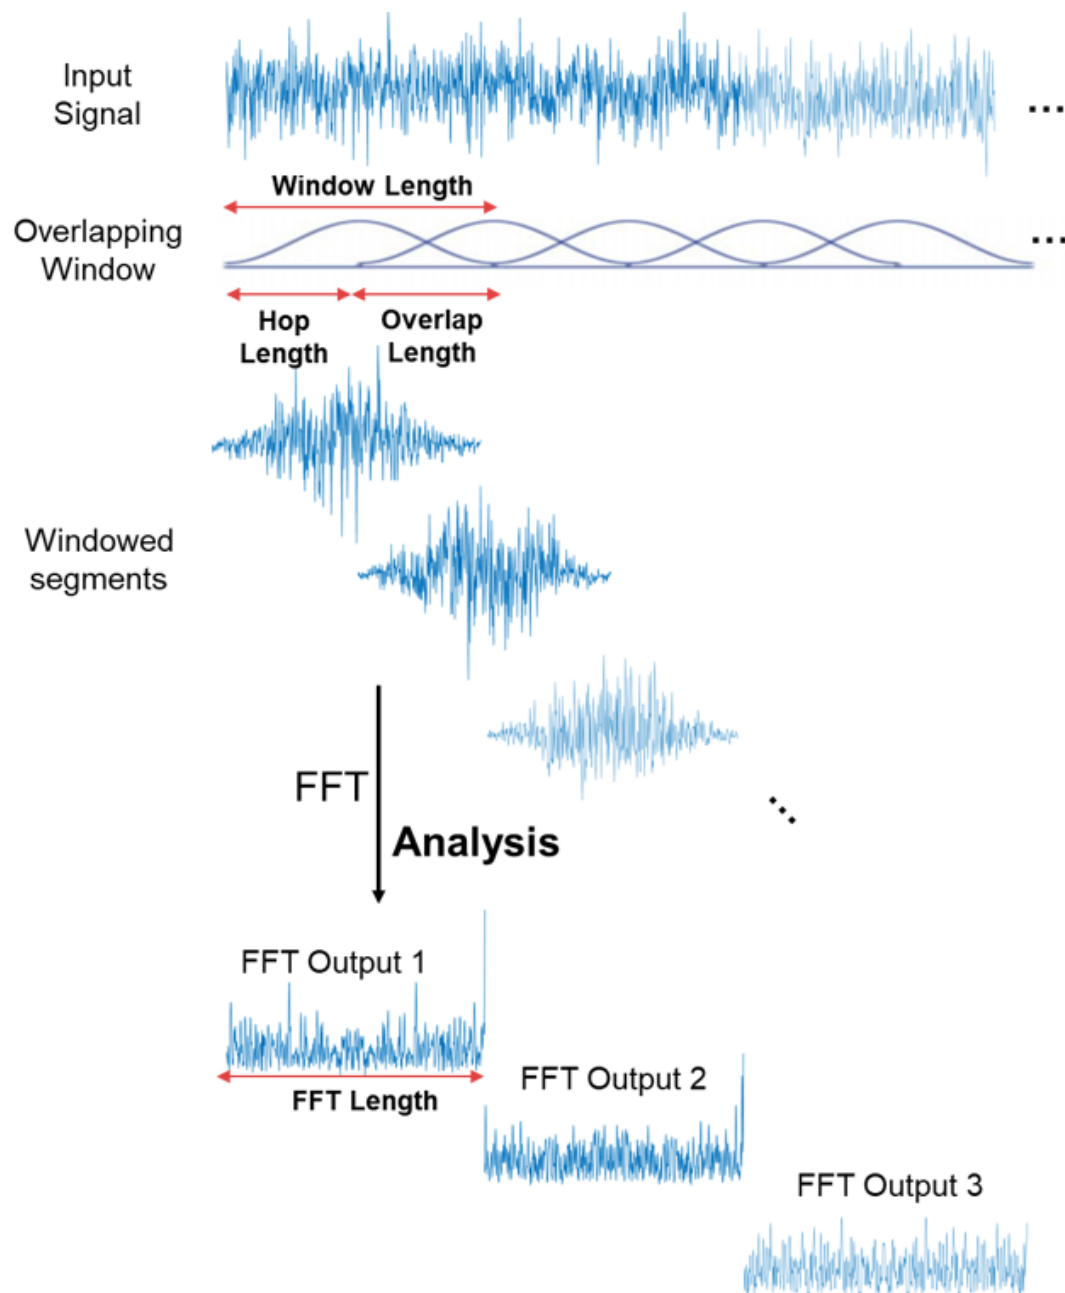 Input
Signal
...
Window Length
Overlapping
Window
...
Hop
Length
Overlap
Length
Windowed
segments
FFT
Analysis
FFT Output 1
FFT Length
FFT Output 2
FFT Output 3